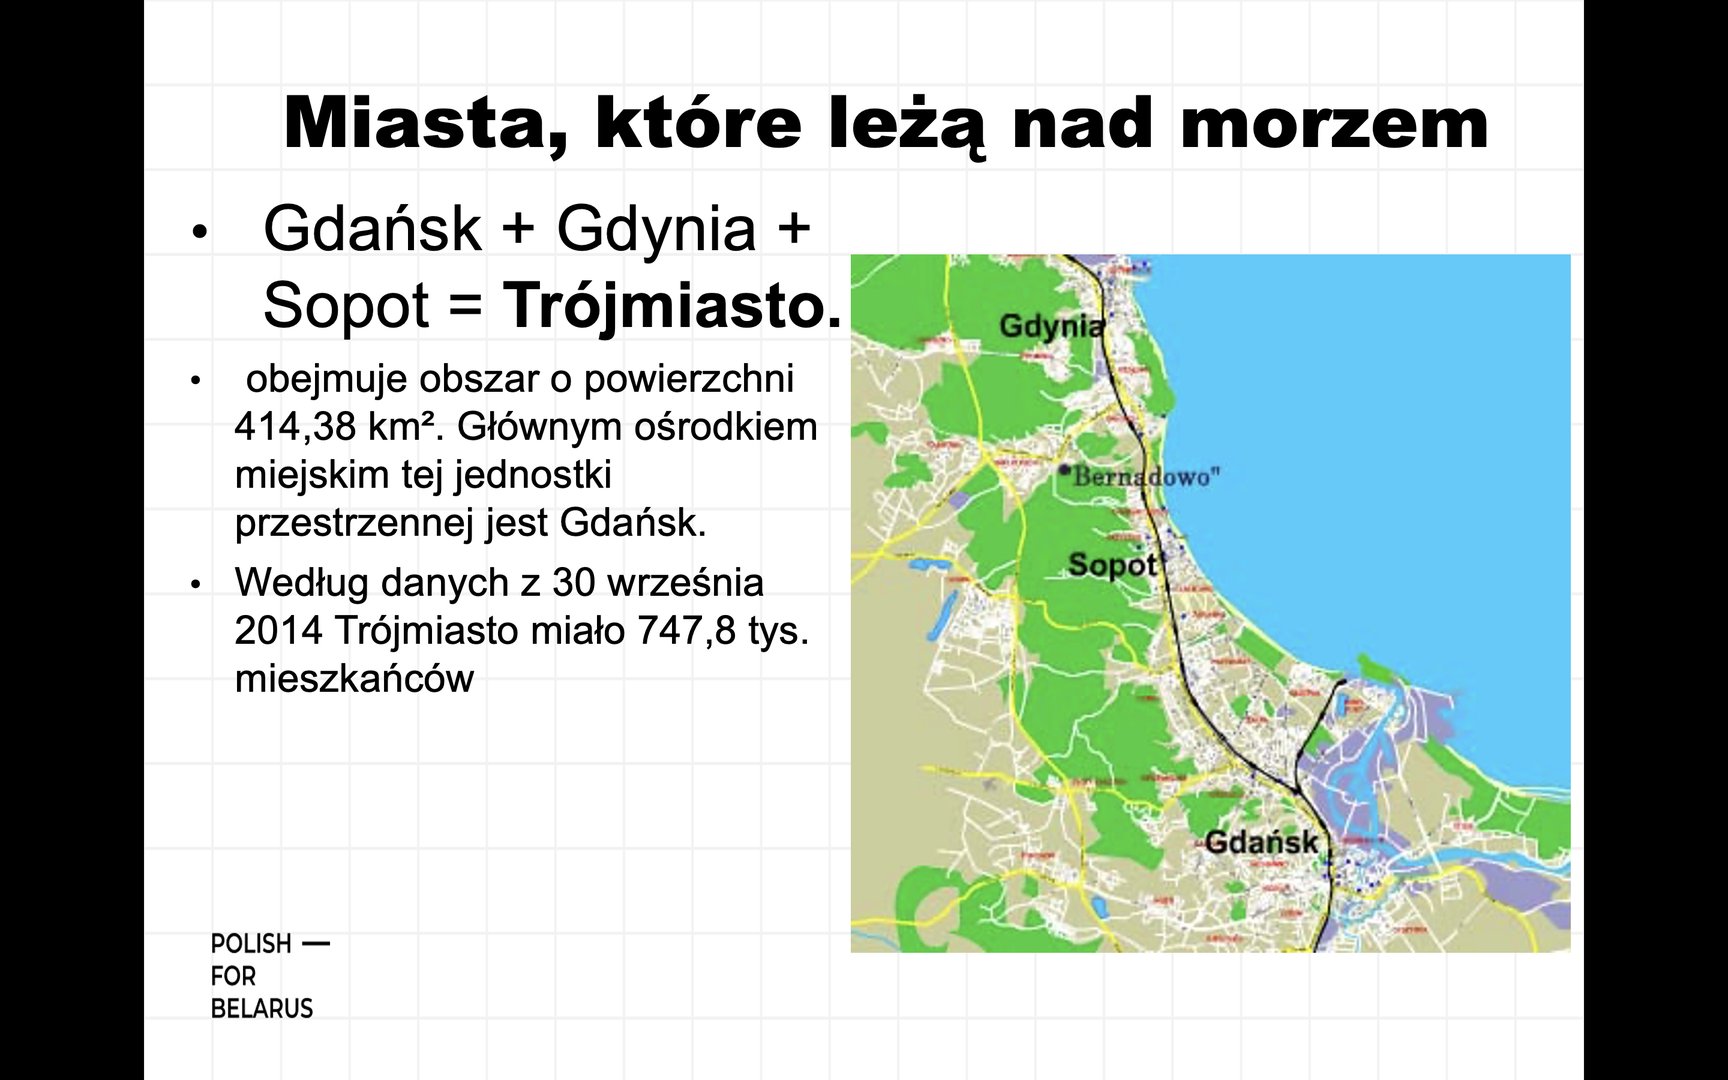 Miasta, które leżą nad morzem
• Gdańsk + Gdynia +
Sopot = Trójmiasto.
• obejmuje obszar o powierzchni
414,38 km². Głównym ośrodkiem
miejskim tej jednostki
przestrzennej jest Gdańsk.
• Według danych z 30 września
2014 Trójmiasto miało 747,8 tys.
mieszkańców
Gdynia
Bernadowo"
Sopot
Gdańsk
POLISH —
FOR
BELARUS